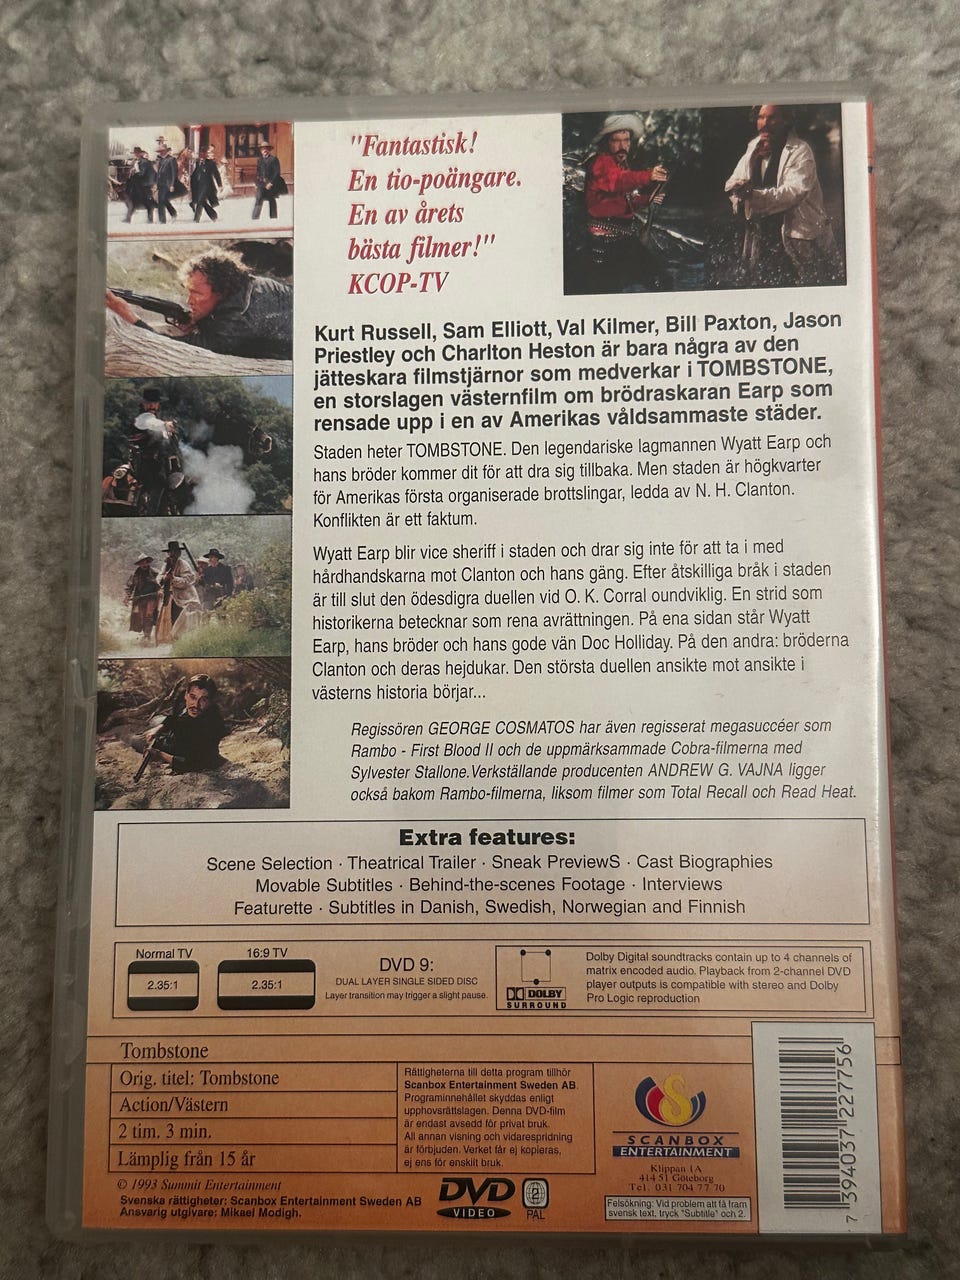 "Fantastisk!
En tio-poängare.
En av årets
bästa filmer!"
KCOP-TV
Kurt Russell, Sam Elliott, Val Kilmer, Bill Paxton, Jason
Priestley och Charlton Heston är bara några av den
jätteskara filmstjärnor som medverkar i TOMBSTONE,
en storslagen västernfilm om brödraskaran Earp som
rensade upp i en av Amerikas våldsammaste städer.
Staden heter TOMBSTONE. Den legendariske lagmannen Wyatt Earp och
hans bröder kommer dit för att dra sig tillbaka. Men staden är högkvarter
för Amerikas första organiserade brottslingar, ledda av N. H. Clanton.
Konflikten är ett faktum.
Wyatt Earp blir vice sheriff i staden och drar sig inte för att ta i med
hårdhandskarna mot Clanton och hans gäng. Efter åtskilliga bråk i staden
är till slut den ödesdigra duellen vid O. K. Corral oundviklig. En strid som
historikerna betecknar som rena avrättningen. På ena sidan står Wyatt
Earp, hans bröder och hans gode vän Doc Holliday. På den andra: bröderna
Clanton och deras hejdukar. Den största duellen ansikte mot ansikte i
västerns historia börjar...
Regissören GEORGE COSMATOS har även regisserat megasuccéer som
Rambo - First Blood II och de uppmärksammade Cobra-filmerna med
Sylvester Stallone.Verkställande producenten ANDREW G. VAJNA ligger
också bakom Rambo-filmerna, liksom filmer som Total Recall och Read Heat.
Extra features:
Scene Selection · Theatrical Trailer · Sneak PreviewS · Cast Biographies
Movable Subtitles · Behind-the-scenes Footage · Interviews
Featurette · Subtitles in Danish, Swedish, Norwegian and Finnish
Normal TV
2.35:1
16:9 TV
2.35:1
DVD 9:
DUAL LAYER SINGLE SIDED DISC
Layer transition may trigger a slight pause.
DOLBY
SURROUND
Dolby Digital soundtracks contain up to 4 channels of
matrix encoded audio. Playback from 2-channel DVD
player outputs is compatible with stereo and Dolby
Pro Logic reproduction
Tombstone
Orig. titel: Tombstone
Action/Västern
2 tim. 3 min.
Lämplig från 15 år
Rättigheterna till detta program tillhör
Scanbox Entertainment Sweden AB.
Programinnehållet skyddas enligt
upphovsrättslagen. Denna DVD-film
är endast avsedd för privat bruk.
All annan visning och vidarespridning
är förbjuden. Verket får ej kopieras,
ej ens för enskilt bruk.
SCANBOX
ENTERTAINMENT
Klippan 1A
414 51 Göteborg
Tel. 031 704 77 70
Felsökning: Vid problem att få fram
svensk text, tryck "Subtitle" och 2.
© 1993 Summit Entertainment
Svenska rättigheter: Scanbox Entertainment Sweden AB
Ansvarig utgivare: Mikael Modigh.
DVD
VIDEO
2
PAL
7 394037 227756